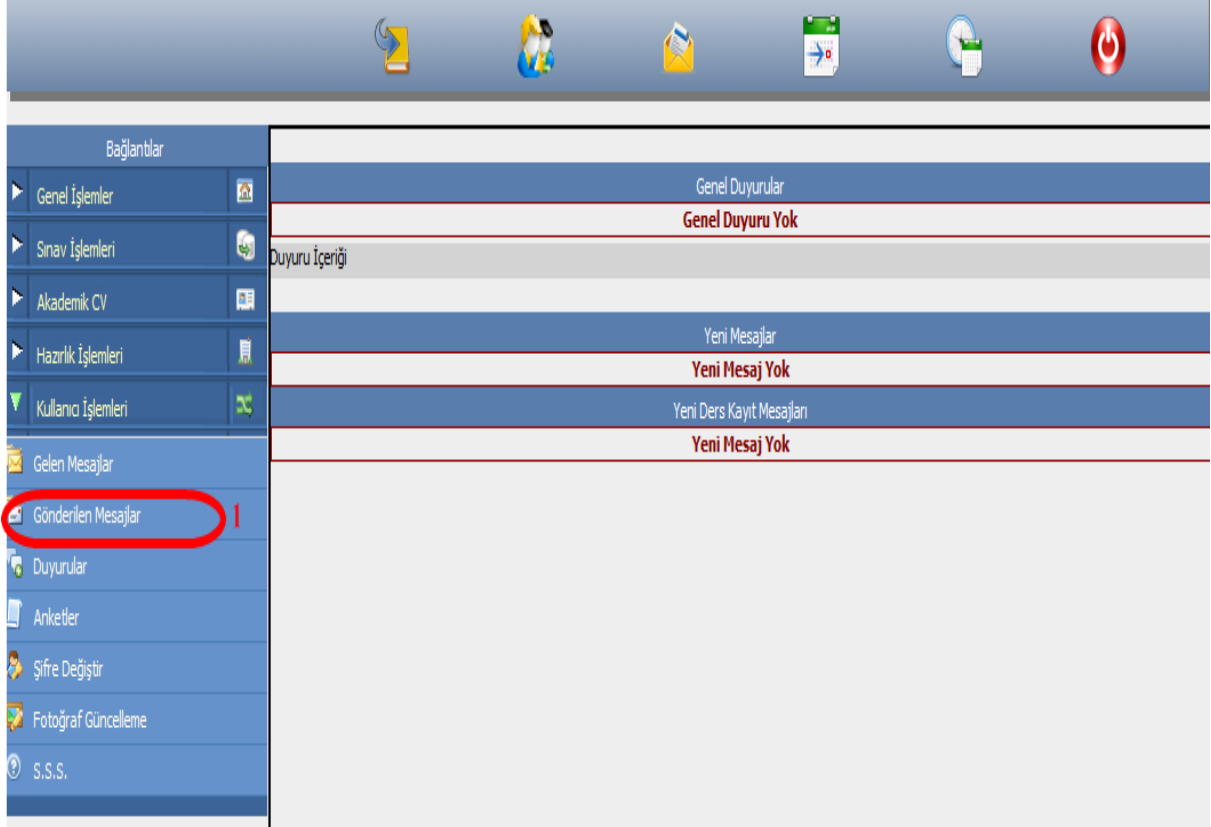 Bağlantılar
Genel İşlemler
Sınav İşlemleri
Akademik CV
Hazırlık İşlemleri
Kullanıcı İşlemleri
Gelen Mesajlar
Gönderilen Mesajlar 1
Duyurular
Anketler
Şifre Değiştir
Fotoğraf Güncelleme
S.S.S.
Genel Duyurular
Genel Duyuru Yok
Duyuru İçeriği
Yeni Mesajlar
Yeni Mesaj Yok
Yeni Ders Kayıt Mesajları
Yeni Mesaj Yok